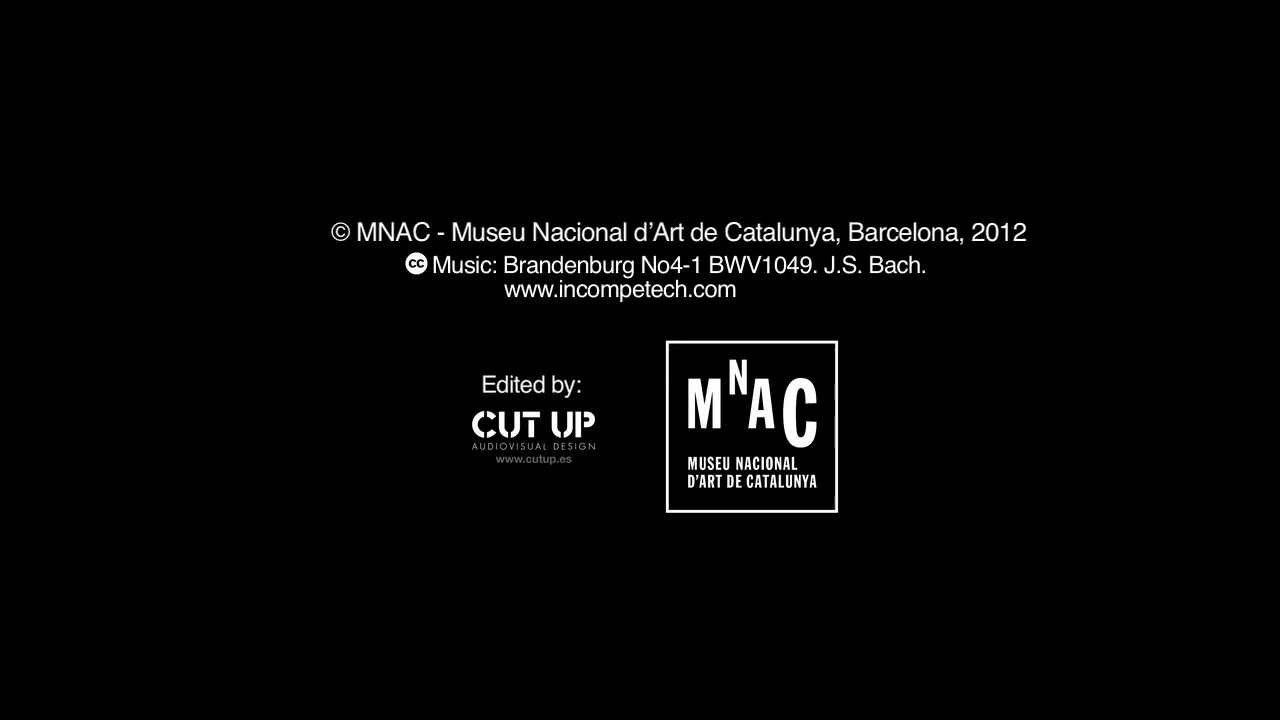 © MNAC - Museu Nacional d’Art de Catalunya, Barcelona, 2012
cc Music: Brandenburg No4-1 BWV1049. J.S. Bach.
www.incompetech.com
Edited by:
CUT UP
AUDIOVISUAL DESIGN
www.cutup.es
MNAC
MUSEU NACIONAL
D’ART DE CATALUNYA